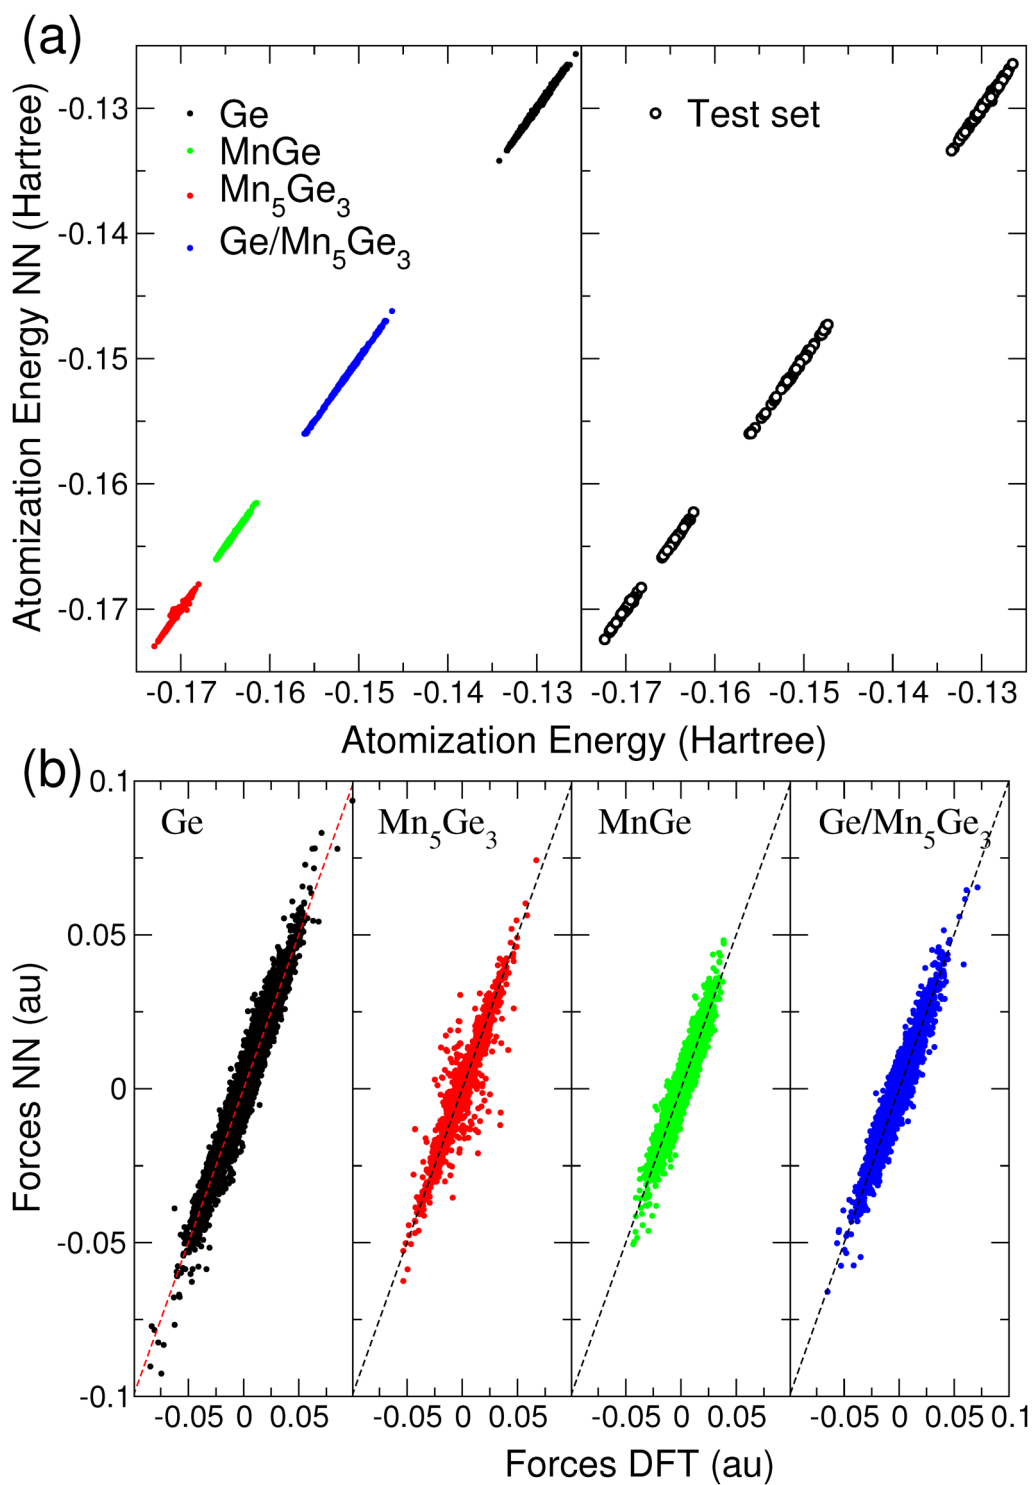 (a)
Atomization Energy NN (Hartree)
-0.13
-0.14
-0.15
-0.16
-0.17
Ge
MnGe
Mn5Ge3
Ge/Mn5Ge3
Test set
-0.17 -0.16 -0.15 -0.14 -0.13 -0.17 -0.16 -0.15 -0.14 -0.13
Atomization Energy (Hartree)
(b)
Forces NN (au)
0.1
0.05
0
-0.05
-0.1
Ge Mn5Ge3 MnGe Ge/Mn5Ge3
-0.05 0 0.05 -0.05 0 0.05 -0.05 0 0.05 -0.05 0 0.05 0.1
Forces DFT (au)